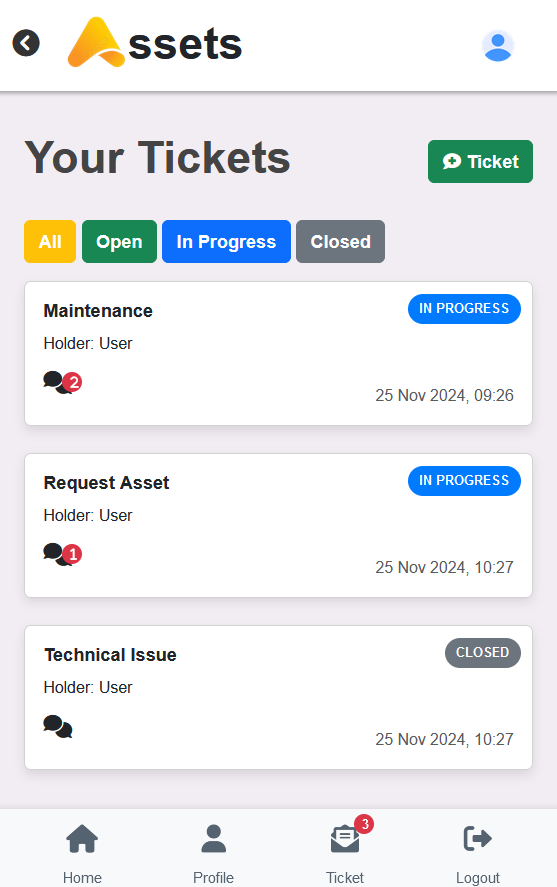 Assets
Your Tickets
Ticket
All Open In Progress Closed
Maintenance IN PROGRESS
Holder: User
2
25 Nov 2024, 09:26
Request Asset IN PROGRESS
Holder: User
1
25 Nov 2024, 10:27
Technical Issue CLOSED
Holder: User
25 Nov 2024, 10:27
3
Home Profile Ticket Logout